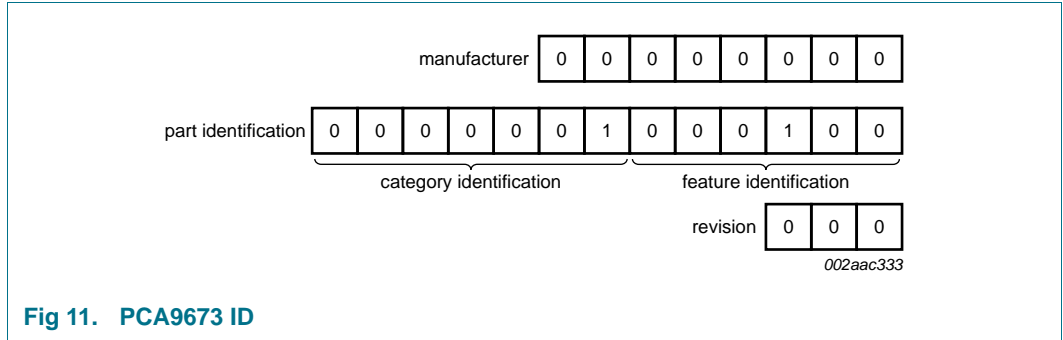 manufacturer 0 0 0 0 0 0 0 0
part identification 0 0 0 0 0 0 1 0 0 0 1 0 0
category identification feature identification
revision 0 0 0
002aac333
Fig 11. PCA9673 ID